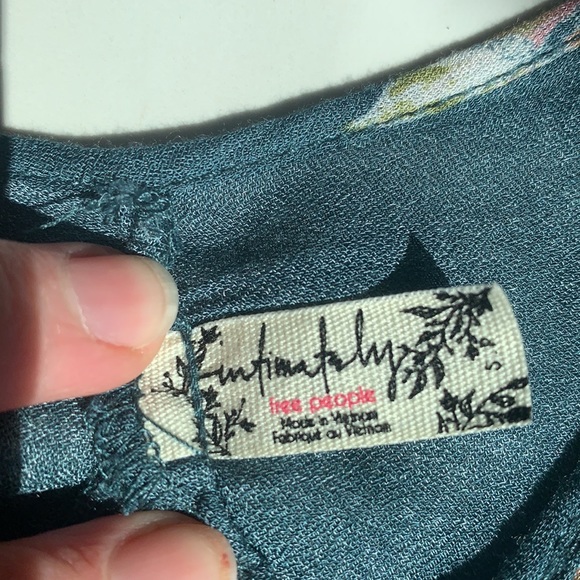 intimately
free people
Made in Vietnam
Fabriqué au Vietnam
S